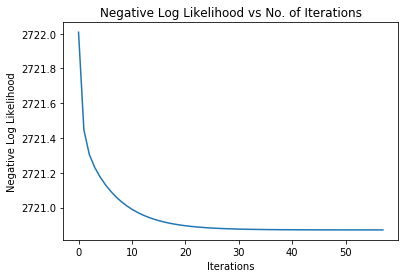 Negative Log Likelihood vs No. of Iterations
2722.0
2721.8
2721.6
2721.4
2721.2
2721.0
Negative Log Likelihood
0 10 20 30 40 50
Iterations